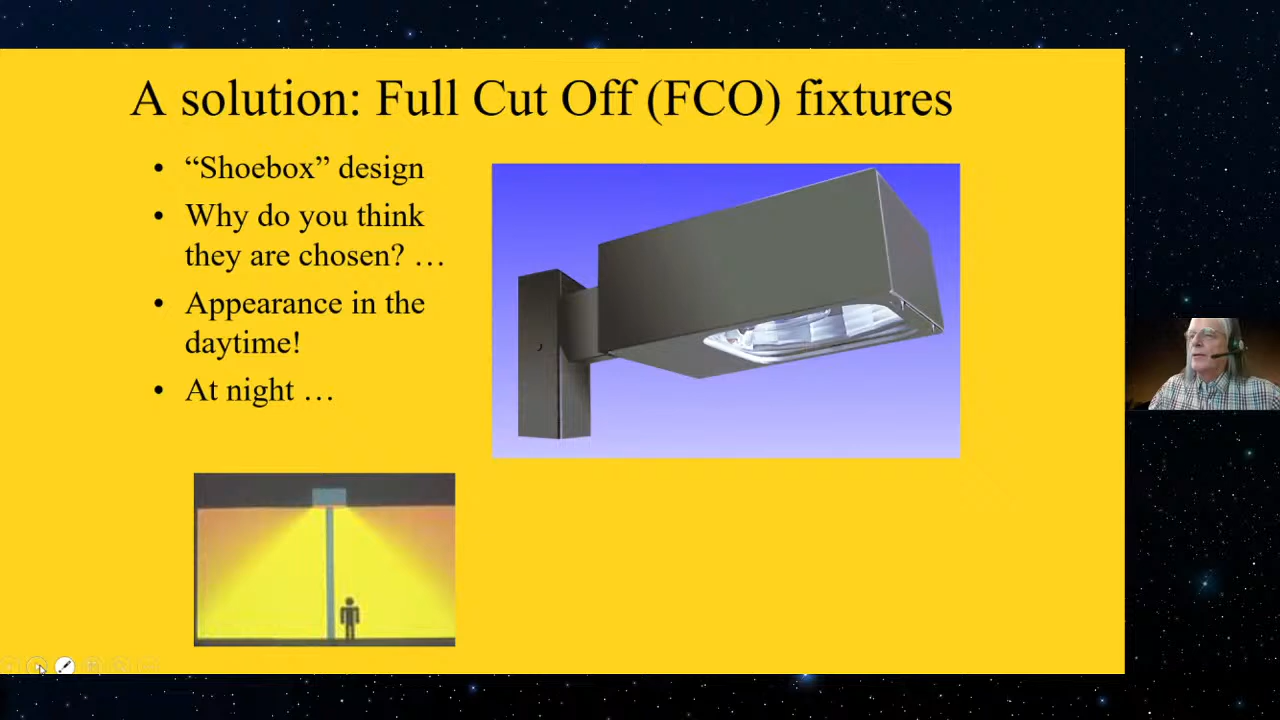 A solution: Full Cut Off (FCO) fixtures
• “Shoebox” design
• Why do you think
they are chosen? …
• Appearance in the
daytime!
• At night …